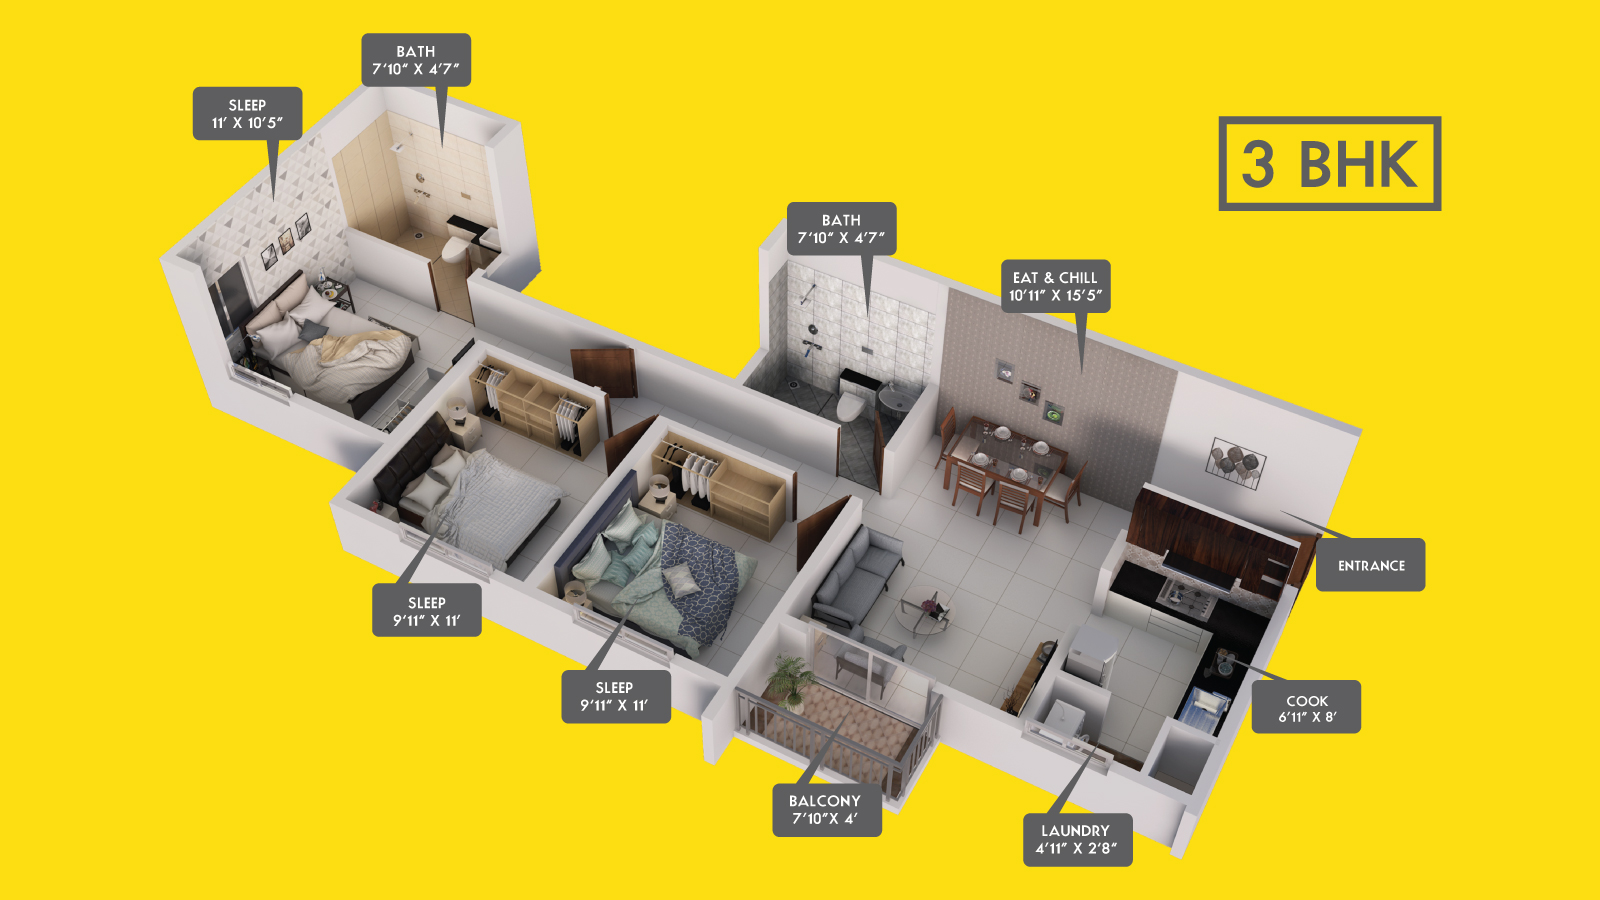 BATH
7'10" X 4'7"
SLEEP
11' X 10'5"
3 BHK
BATH
7'10" X 4'7"
EAT & CHILL
10'11" X 15'5"
ENTRANCE
SLEEP
9'11" X 11'
SLEEP
9'11" X 11'
COOK
6'11" X 8'
BALCONY
7'10"X 4'
LAUNDRY
4'11" X 2'8"